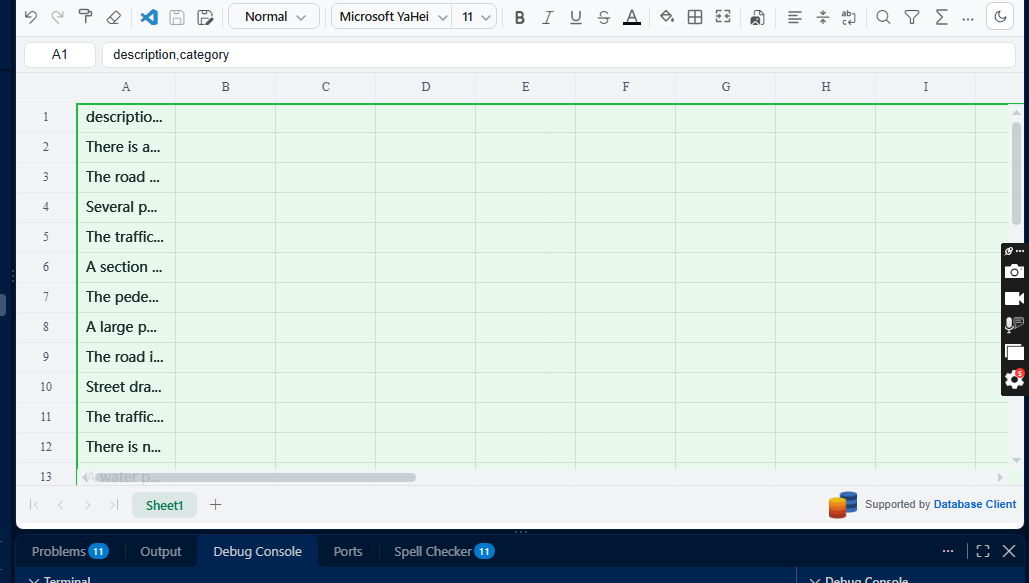 Normal Microsoft YaHei 11 B I U S A ab
A1 description,category
A B C D E F G H I
1 descriptio...
2 There is a...
3 The road ...
4 Several p...
5 The traffic...
6 A section ...
7 The pede...
8 A large p...
9 The road i...
10 Street dra...
11 The traffic...
12 There is n...
13 A water p...
5
Sheet1 Supported by Database Client
Problems 11 Output Debug Console Ports Spell Checker 11
Terminal Debug Console